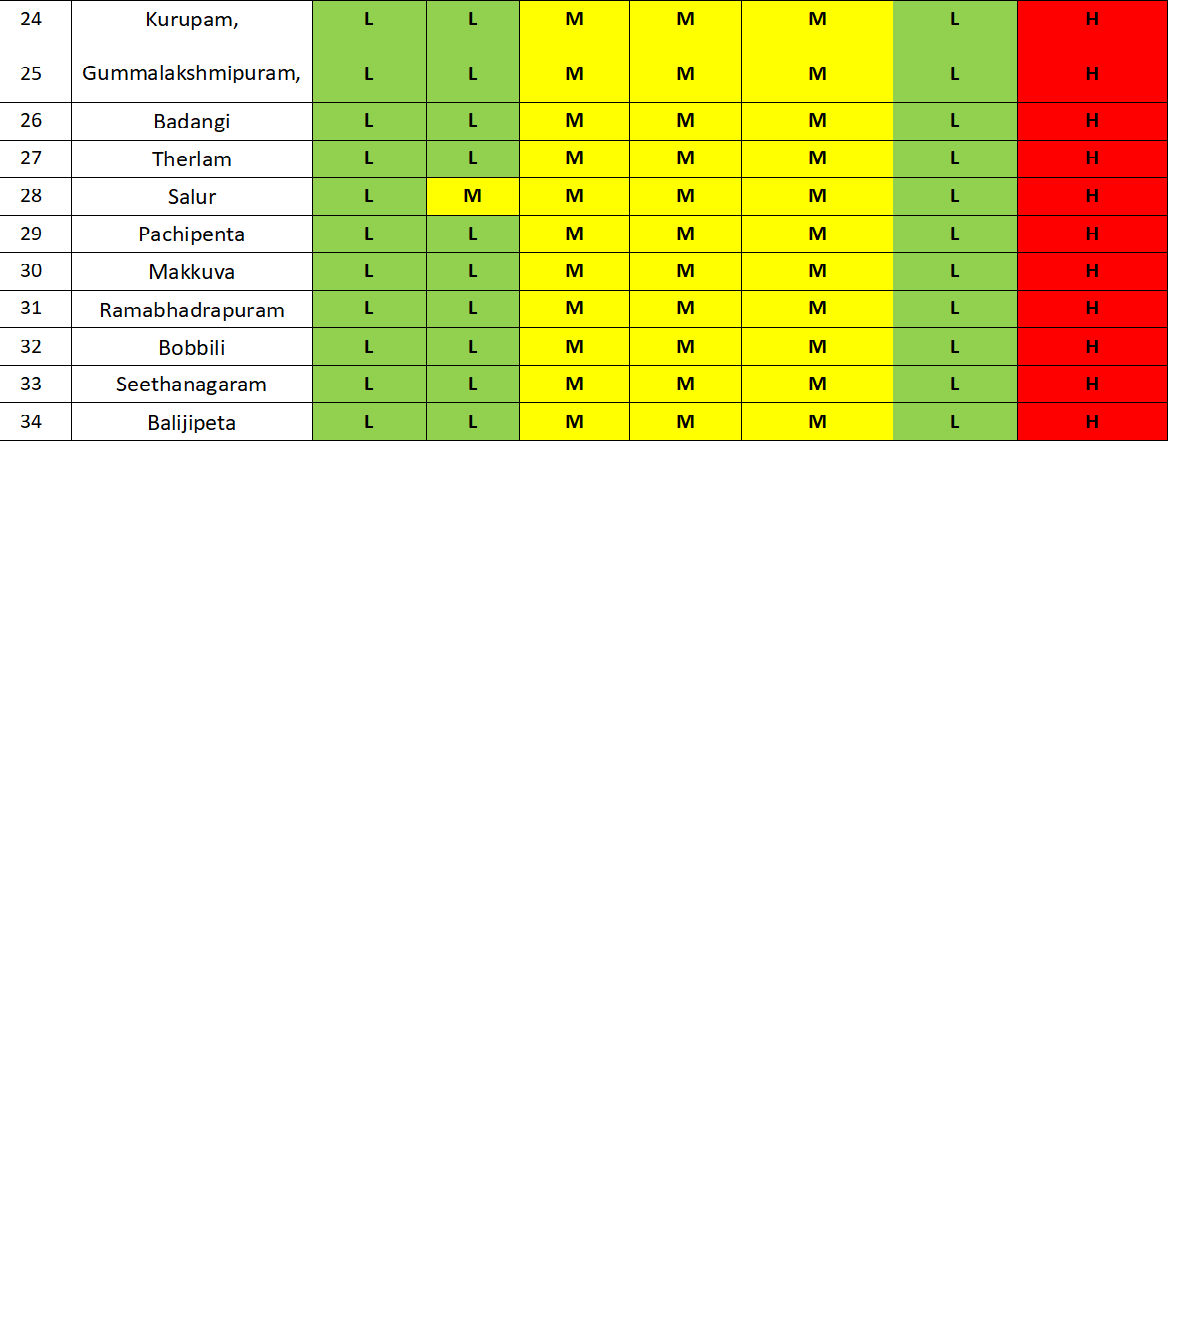 24 Kurupam, L L M M M L H
25 Gummalakshmipuram, L L M M M L H
26 Badangi L L M M M L H
27 Therlam L L M M M L H
28 Salur L M M M M L H
29 Pachipenta L L M M M L H
30 Makkuva L L M M M L H
31 Ramabhadrapuram L L M M M L H
32 Bobbili L L M M M L H
33 Seethanagaram L L M M M L H
34 Balijipeta L L M M M L H